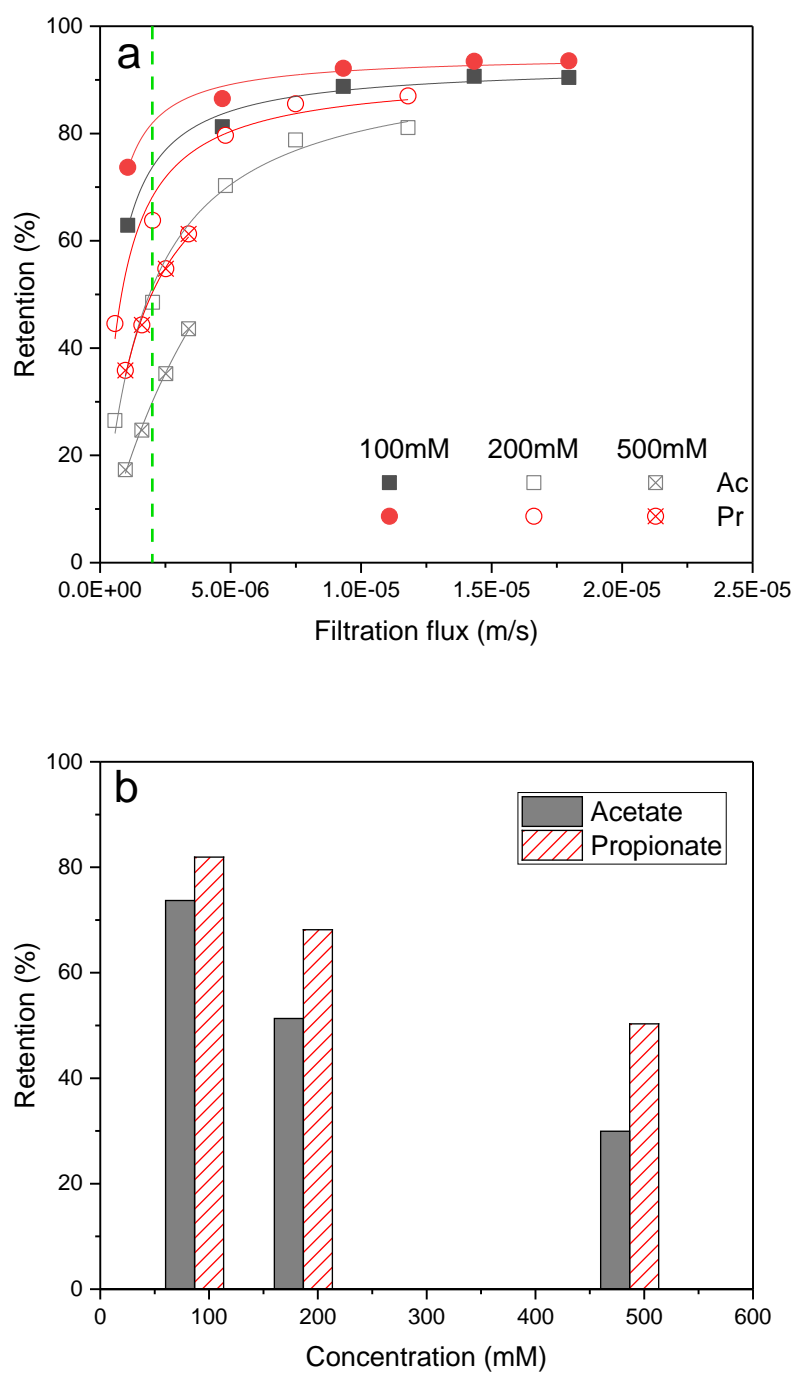 a
100
80
60
40
20
0
Retention (%)
100mM 200mM 500mM
Ac
Pr
0.0E+00 5.0E-06 1.0E-05 1.5E-05 2.0E-05 2.5E-05
Filtration flux (m/s)
b
100
80
60
40
20
0
Retention (%)
Acetate
Propionate
0 100 200 300 400 500 600
Concentration (mM)